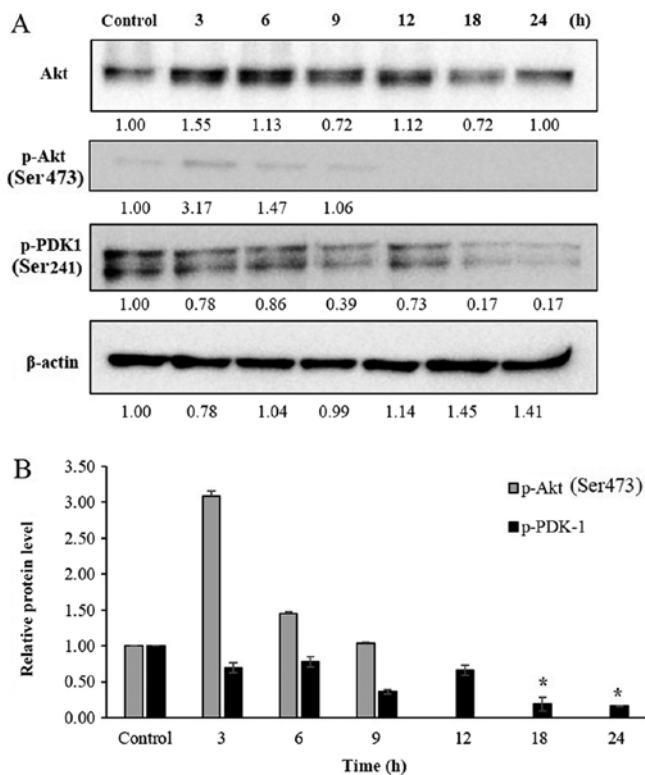 A
Control 3 6 9 12 18 24 (h)
Akt
1.00 1.55 1.13 0.72 1.12 0.72 1.00
p-Akt
(Ser473)
1.00 3.17 1.47 1.06
p-PDK1
(Ser241)
1.00 0.78 0.86 0.39 0.73 0.17 0.17
β-actin
1.00 0.78 1.04 0.99 1.14 1.45 1.41
B
3.50
3.00
2.50
2.00
1.50
1.00
0.50
0.00
Relative protein level
p-Akt (Ser473)
p-PDK-1
* *
Control 3 6 9 12 18 24
Time (h)